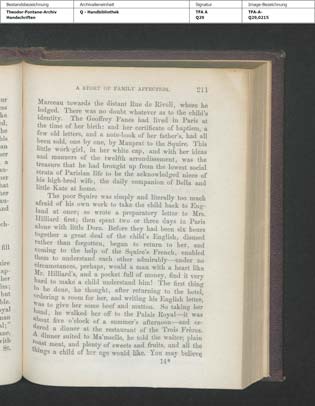 Bestandsbezeichnung Archivalieneinheit Signatur Image-Bezeichnung
Theodor-Fontane-Archiv Q - Handbibliothek TFA A TFA-A-
Handschriften Q29 Q29,0215
A STORY OF FAMILY AFFECTION. 211
Marceau towards the distant Rue de Rivoli, where he
lodged. There was no doubt whatever as to the child's
identity. The Geoffrey Fanes had lived in Paris at
the time of her birth: and her certificate of baptism, a
few old letters, and a note-book of her father's, had all
been sold, one by one, by Mauprat to the Squire. This
little work-girl, in her white cap, and with her ideas
and manners of the twelfth arrondissement, was the
treasure that he had brought up from the lowest social
strata of Parisian life to be the acknowledged niece of
his high-bred wife, the daily companion of Bella and
little Kate at home.
The poor Squire was simply and literally too much
afraid of his own work to take the child back to Eng-
land at once; so wrote a preparatory letter to Mrs.
Hilliard first; then spent two or three days in Paris
alone with little Dora. Before they had been six hours
together a great deal of the child's English, disused
rather than forgotten, began to return to her, and
coming to the help of the Squire's French, enabled
them to understand each other admirably—under no
circumstances, perhaps, would a man with a heart like
Mr. Hilliard's, and a pocket full of money, find it very
hard to make a child understand him! The first thing
to be done, he thought, after returning to the hotel,
ordering a room for her, and writing his English letter,
was to give her some beef and mutton. So taking her
hand, he walked her off to the Palais Royal—it was
about five o'clock of a summer's afternoon—and or-
dered a dinner at the restaurant of the Trois Frères.
A dinner suited to Ma'mselle, he told the waiter; plain
roast meat, and plenty of sweets and fruits, and all the
things a child of her age would like. You may believe
14*